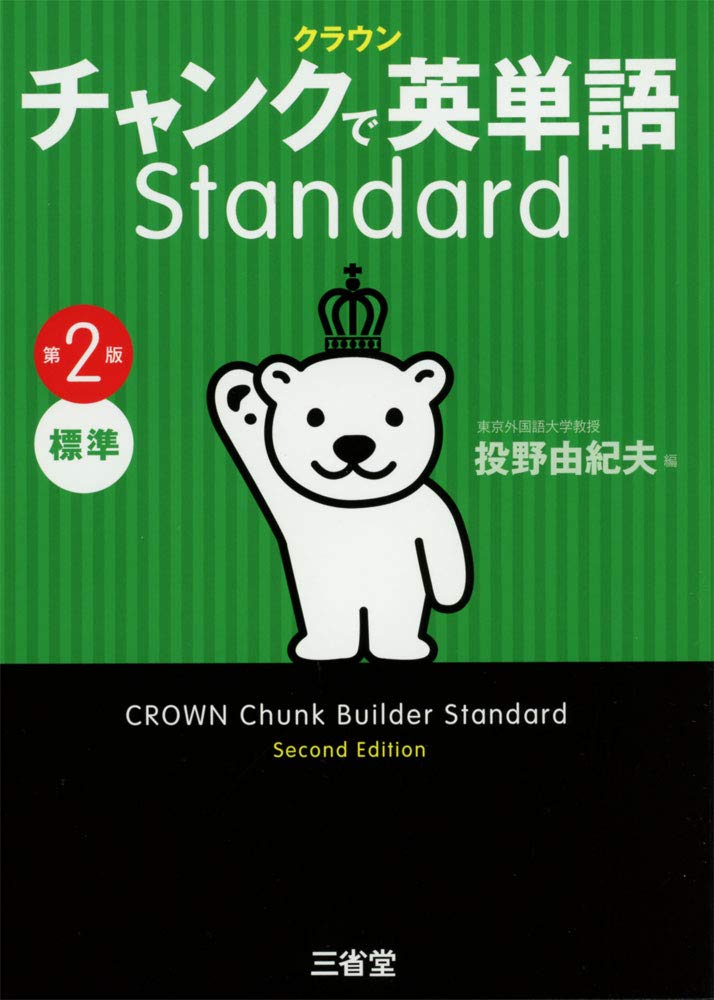 クラウン
チャンクで英単語
Standard
第2版
標準
東京外国語大学教授
投野由紀夫 編
CROWN Chunk Builder Standard
Second Edition
三省堂